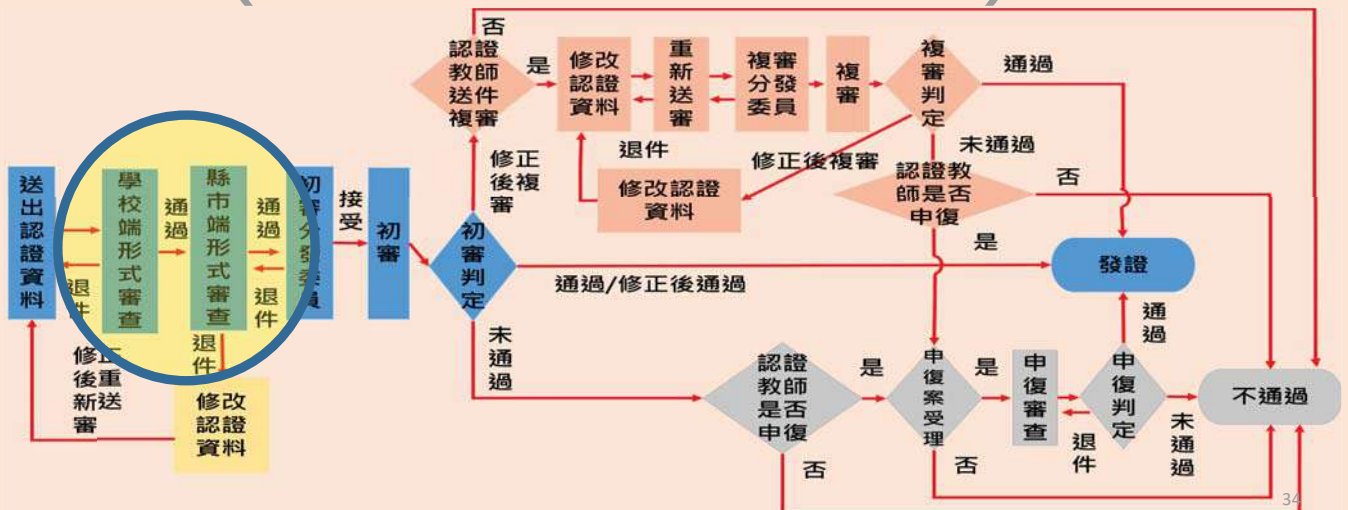 送出認證資料
退件
學校端形式審查
通過
縣市端形式審查
通過
退件
初審分發委員
接受
初審
初審判定
退件
修改認證資料
修正後重新送審
修正後複審
認證教師送件複審
否
是
修改認證資料
重新送審
複審分發委員
複審
複審判定
通過
退件
修改認證資料
修正後複審
未通過
認證教師是否申復
否
是
通過/修正後通過
發證
未通過
認證教師是否申復
是
否
申復案受理
是
否
申復審查
退件
申復判定
通過
未通過
不通過
34